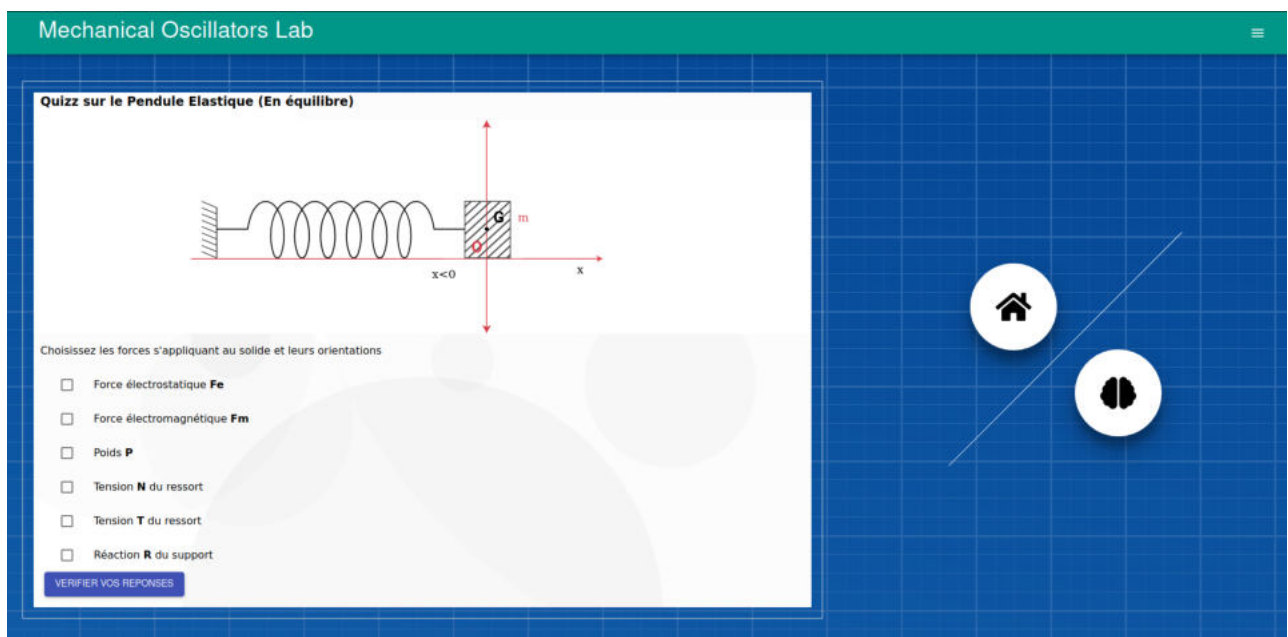 Mechanical Oscillators Lab
Quizz sur le Pendule Elastique (En équilibre)
G
m
O
x<0
x
Choisissez les forces s'appliquant au solide et leurs orientations
Force électrostatique Fe
Force électromagnétique Fm
Poids P
Tension N du ressort
Tension T du ressort
Réaction R du support
VERIFIER VOS REPONSES